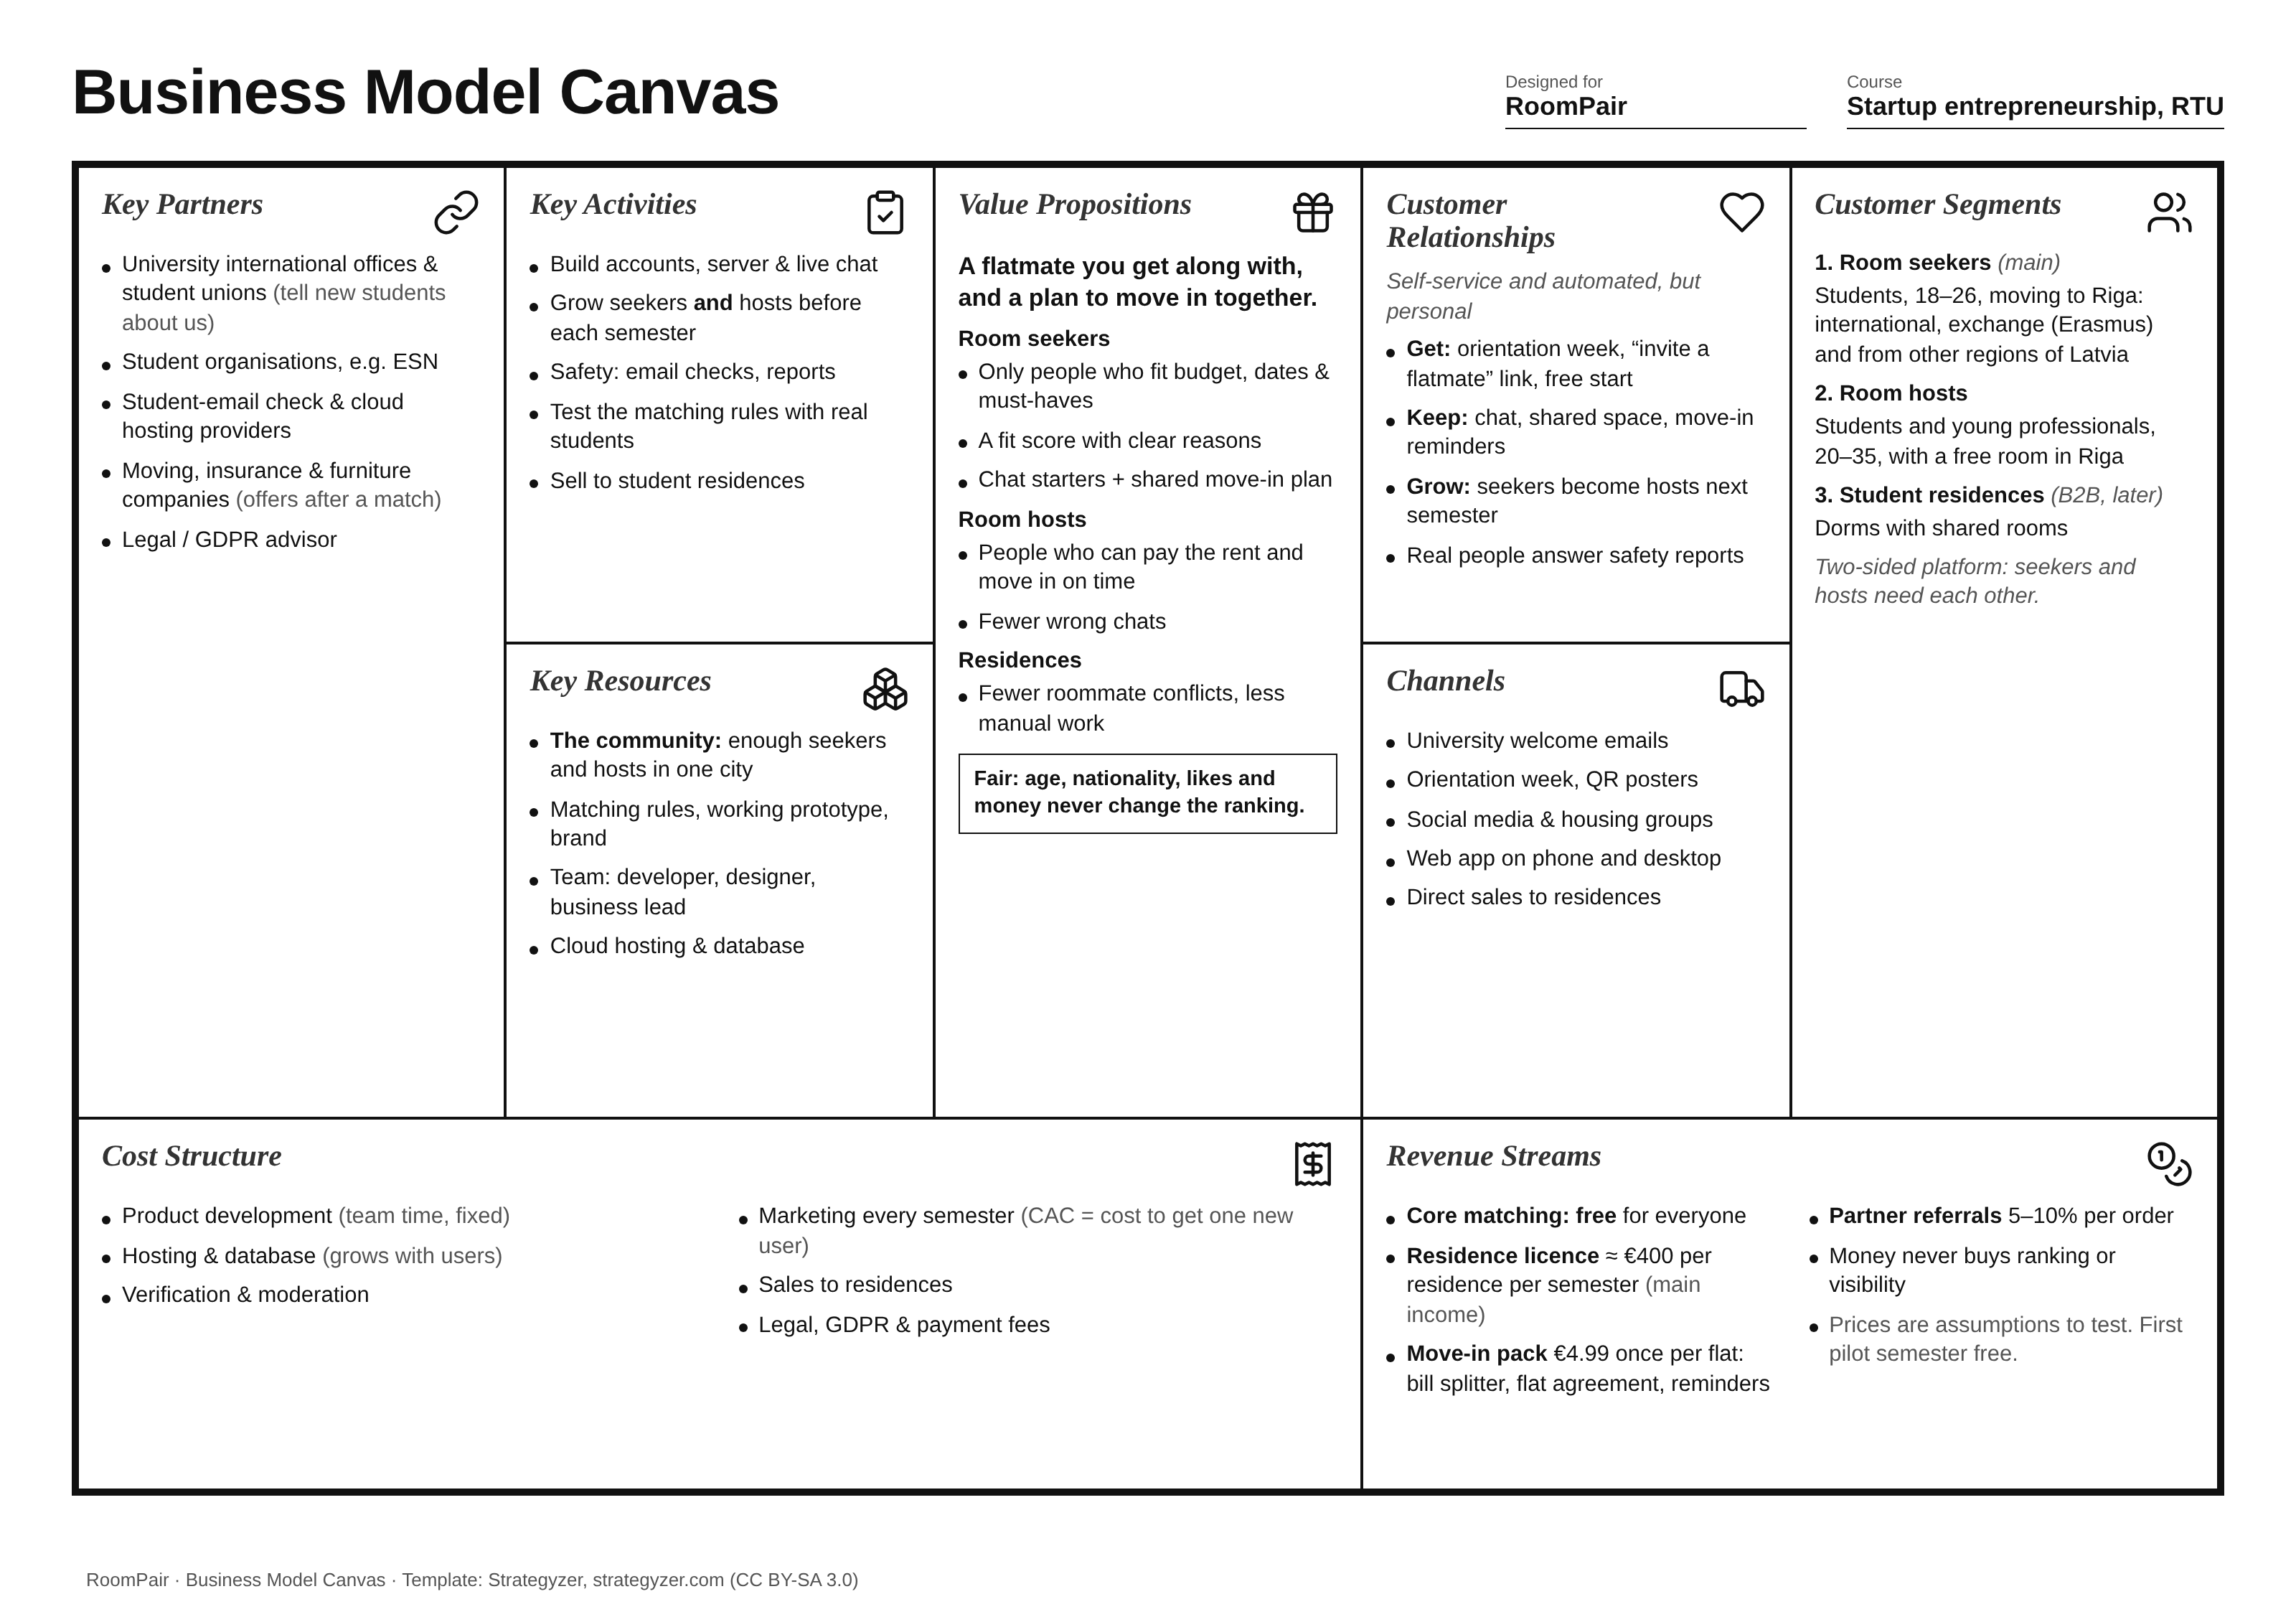 Business Model Canvas
Designed for
RoomPair
Course
Startup entrepreneurship, RTU
Key Partners
University international offices &
student unions (tell new students
about us)
Student organisations, e.g. ESN
Student-email check & cloud
hosting providers
Moving, insurance & furniture
companies (offers after a match)
Legal / GDPR advisor
Key Activities
Build accounts, server & live chat
Grow seekers and hosts before
each semester
Safety: email checks, reports
Test the matching rules with real
students
Sell to student residences
Key Resources
The community: enough seekers
and hosts in one city
Matching rules, working prototype,
brand
Team: developer, designer,
business lead
Cloud hosting & database
Value Propositions
A flatmate you get along with,
and a plan to move in together.
Room seekers
Only people who fit budget, dates &
must-haves
A fit score with clear reasons
Chat starters + shared move-in plan
Room hosts
People who can pay the rent and
move in on time
Fewer wrong chats
Residences
Fewer roommate conflicts, less
manual work
Fair: age, nationality, likes and
money never change the ranking.
Customer
Relationships
Self-service and automated, but
personal
Get: orientation week, “invite a
flatmate” link, free start
Keep: chat, shared space, move-in
reminders
Grow: seekers become hosts next
semester
Real people answer safety reports
Channels
University welcome emails
Orientation week, QR posters
Social media & housing groups
Web app on phone and desktop
Direct sales to residences
Customer Segments
1. Room seekers (main)
Students, 18–26, moving to Riga:
international, exchange (Erasmus)
and from other regions of Latvia
2. Room hosts
Students and young professionals,
20–35, with a free room in Riga
3. Student residences (B2B, later)
Dorms with shared rooms
Two-sided platform: seekers and
hosts need each other.
Cost Structure
Product development (team time, fixed)
Hosting & database (grows with users)
Verification & moderation
Marketing every semester (CAC = cost to get one new
user)
Sales to residences
Legal, GDPR & payment fees
Revenue Streams
Core matching: free for everyone
Residence licence ≈ €400 per
residence per semester (main
income)
Move-in pack €4.99 once per flat:
bill splitter, flat agreement, reminders
Partner referrals 5–10% per order
Money never buys ranking or
visibility
Prices are assumptions to test. First
pilot semester free.
RoomPair · Business Model Canvas · Template: Strategyzer, strategyzer.com (CC BY-SA 3.0)